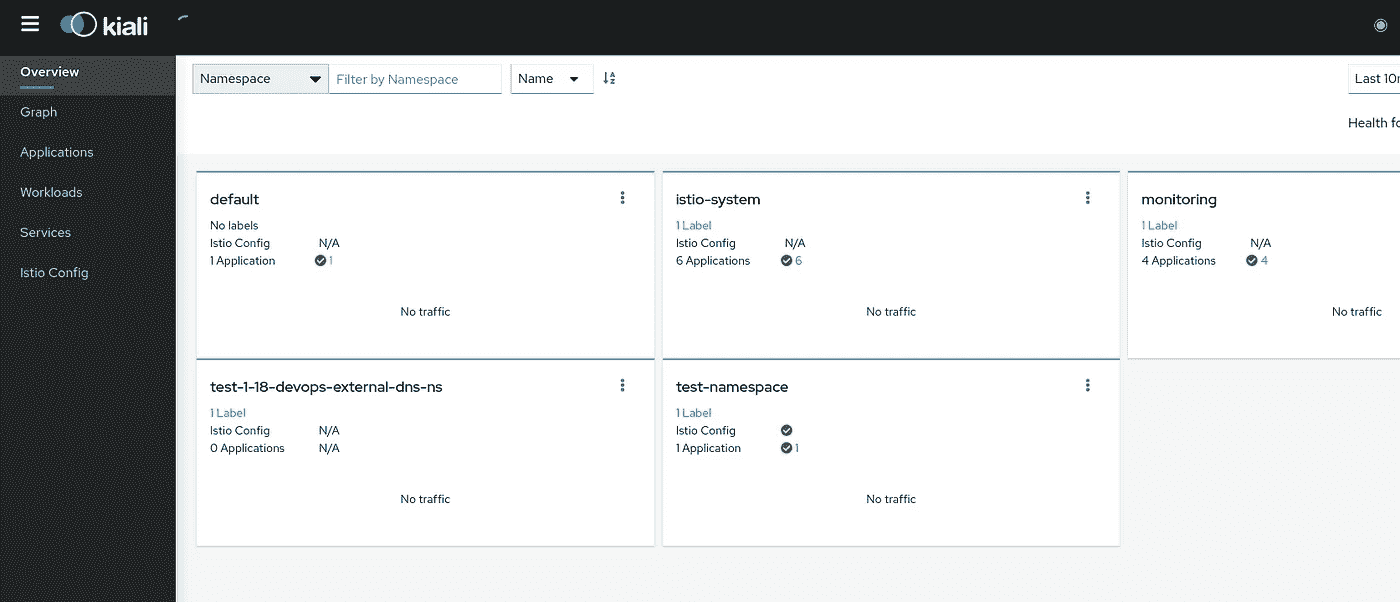 kiali
Overview
Graph
Applications
Workloads
Services
Istio Config
Namespace
Filter by Namespace
Name
Last 10
Health
default
No labels
Istio Config N/A
1 Application 1
No traffic
istio-system
1 Label
Istio Config N/A
6 Applications 6
No traffic
monitoring
1 Label
Istio Config N/A
4 Applications 4
No traffic
test-1-18-devops-external-dns-ns
1 Label
Istio Config N/A
0 Applications N/A
No traffic
test-namespace
1 Label
Istio Config
1 Application 1
No traffic